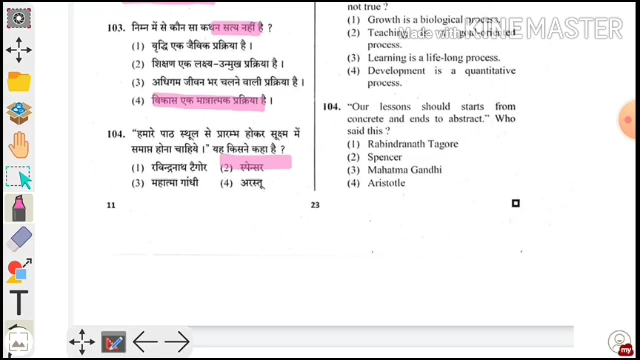 103. निम्न में से कौन सा कथन सत्य नहीं है ?
(1) वृद्धि एक जैविक प्रक्रिया है ।
(2) शिक्षण एक लक्ष्य-उन्मुख प्रक्रिया है ।
(3) अधिगम जीवन भर चलने वाली प्रक्रिया है ।
(4) विकास एक मात्रात्मक प्रक्रिया है ।
104. "हमारे पाठ स्थूल से प्रारम्भ होकर सूक्ष्म में
समाप्त होना चाहिये ।" यह किसने कहा है ?
(1) रविन्द्रनाथ टैगोर (2) स्पेन्सर
(3) महात्मा गांधी (4) अरस्तू
11
not true ?
(1) Growth is a biological process.
(2) Teaching goal-oriented
process.
(3) Learning is a life-long process.
(4) Development is a quantitative
process.
104. "Our lessons should starts from
concrete and ends to abstract." Who
said this ?
(1) Rabindranath Tagore
(2) Spencer
(3) Mahatma Gandhi
(4) Aristotle
23
Made with KINEMASTER
my